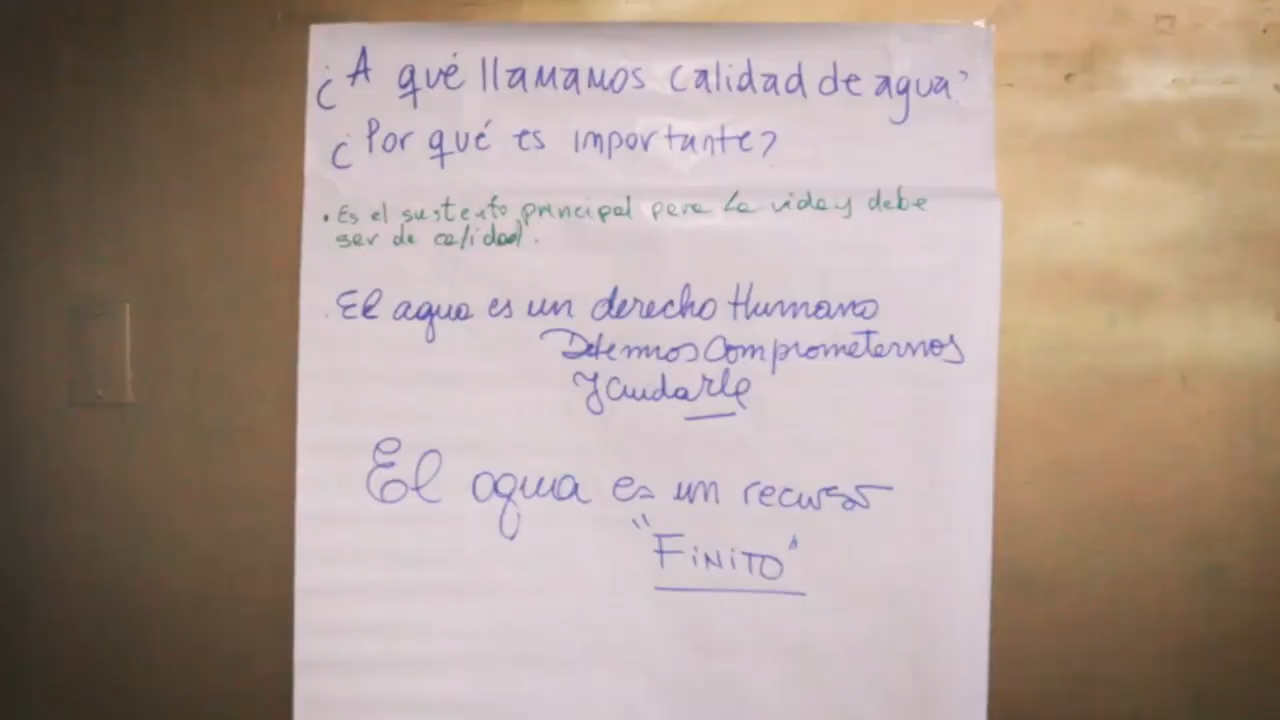 ¿A qué llamamos calidad de agua?
¿Por qué es importante?
• Es el sustento principal para la vida y debe
ser de calidad.
. El agua es un derecho Humano
Debemos comprometernos
y cuidarle
El agua es un recurso
"FINITO"